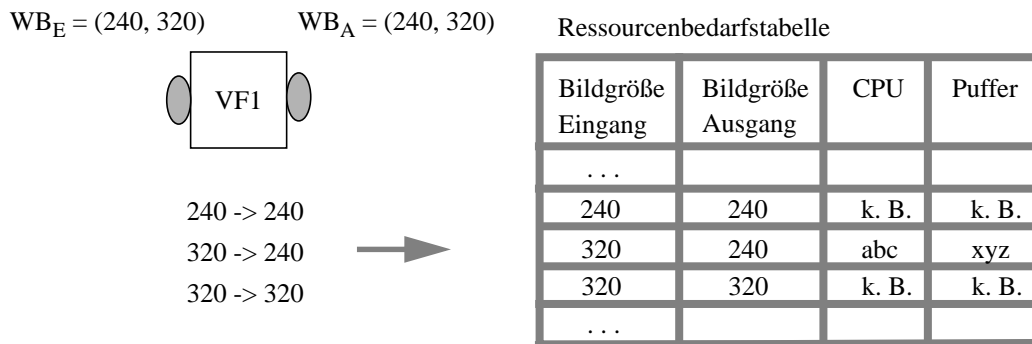 WB_E = (240, 320) WB_A = (240, 320)
VF1
240 -> 240
320 -> 240
320 -> 320
Ressourcenbedarfstabelle
Bildgröße Eingang Bildgröße Ausgang CPU Puffer
. . .
240 240 k. B. k. B.
320 240 abc xyz
320 320 k. B. k. B.
. . .